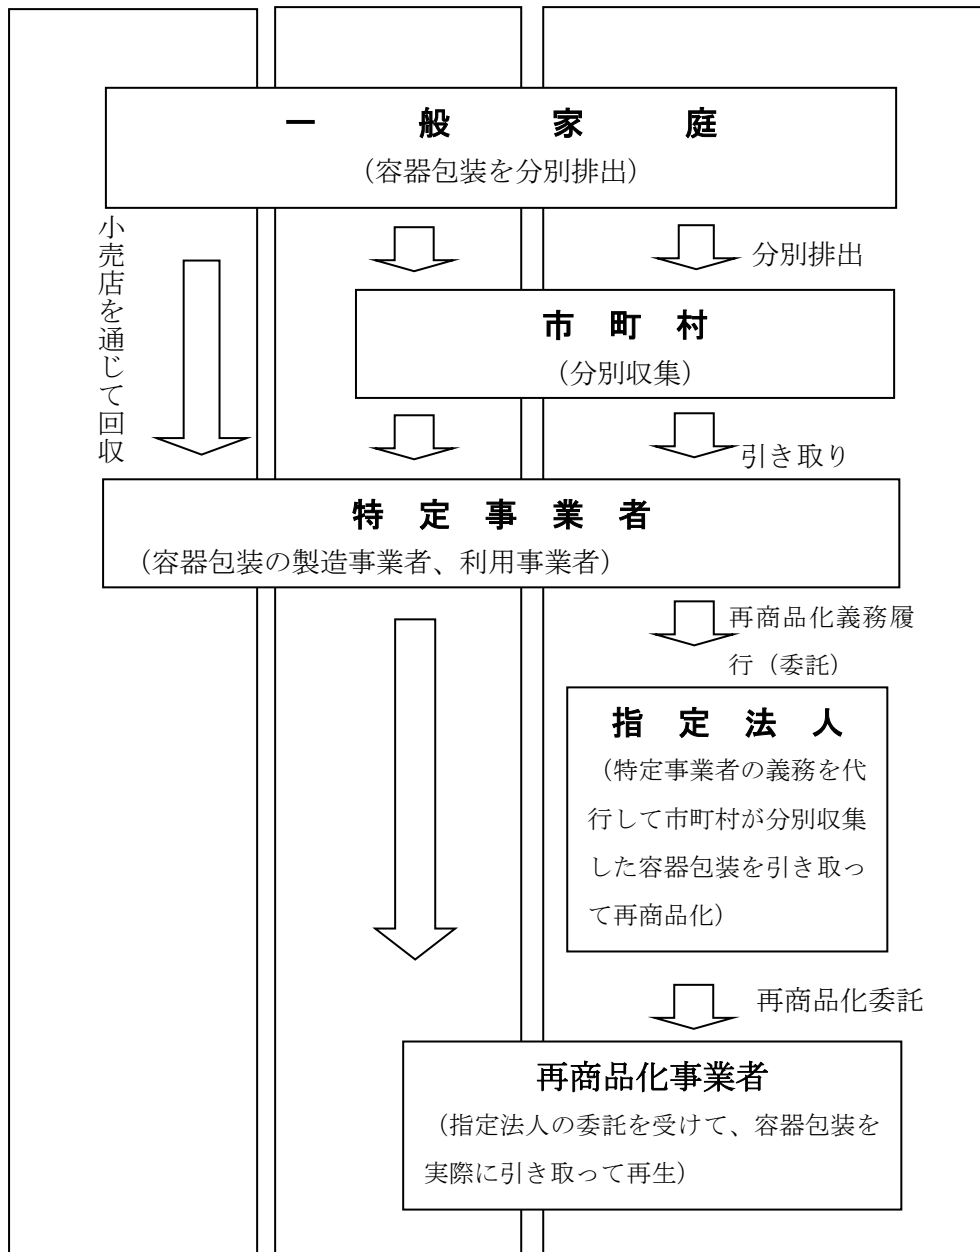 一般家庭
（容器包装を分別排出）
小売店を通じて回収
分別排出
市町村
（分別収集）
引き取り
特定事業者
（容器包装の製造事業者、利用事業者）
再商品化義務履
行（委託）
指定法人
（特定事業者の義務を代
行して市町村が分別収集
した容器包装を引き取っ
て再商品化）
再商品化委託
再商品化事業者
（指定法人の委託を受けて、容器包装を
実際に引き取って再生）